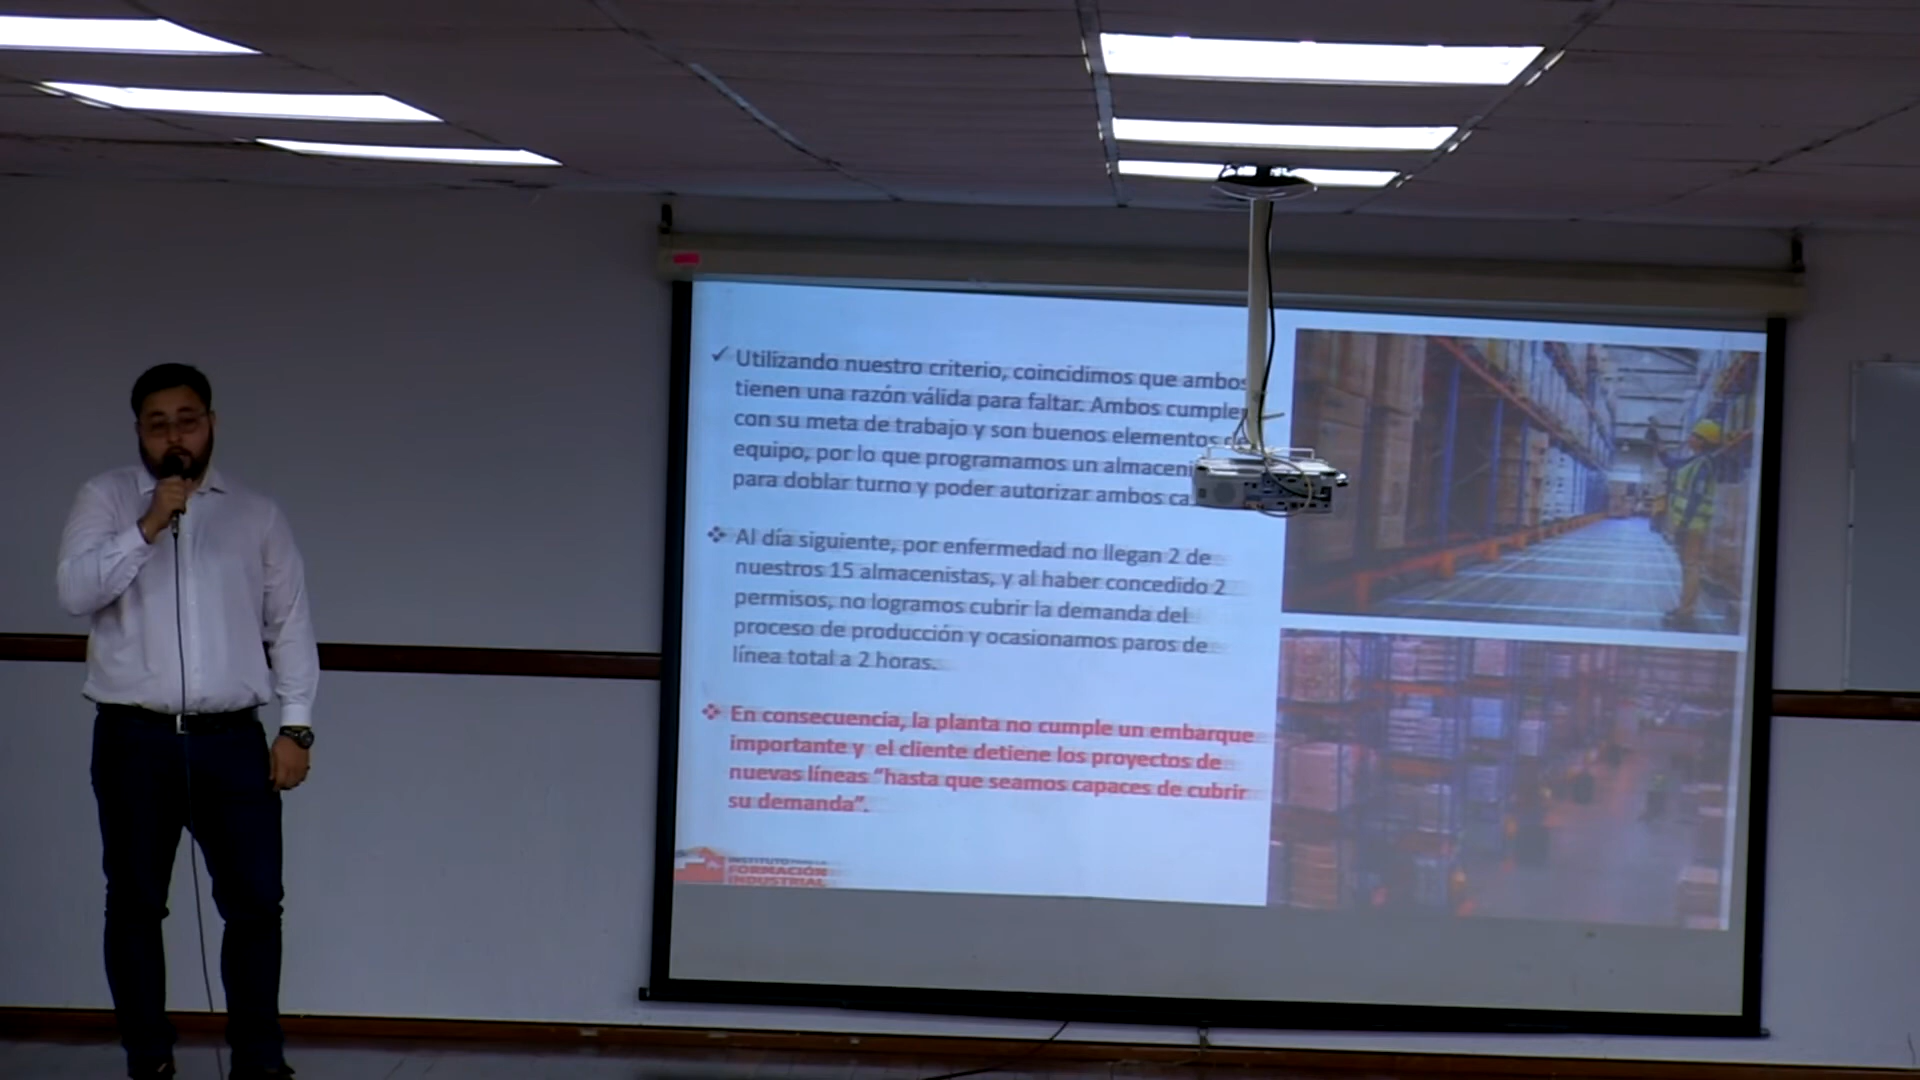 ✓ Utilizando nuestro criterio, coincidimos que ambos
tienen una razón válida para faltar. Ambos cumplen
con su meta de trabajo y son buenos elementos de
equipo, por lo que programamos un almaceni
para doblar turno y poder autorizar ambos ca
❖ Al día siguiente, por enfermedad no llegan 2 de
nuestros 15 almacenistas, y al haber concedido 2
permisos, no logramos cubrir la demanda del
proceso de producción y ocasionamos paros de
línea total a 2 horas.
❖ En consecuencia, la planta no cumple un embarque
importante y el cliente detiene los proyectos de
nuevas líneas “hasta que seamos capaces de cubrir
su demanda”.
INSTITUTO PARA LA
FORMACIÓN
INDUSTRIAL